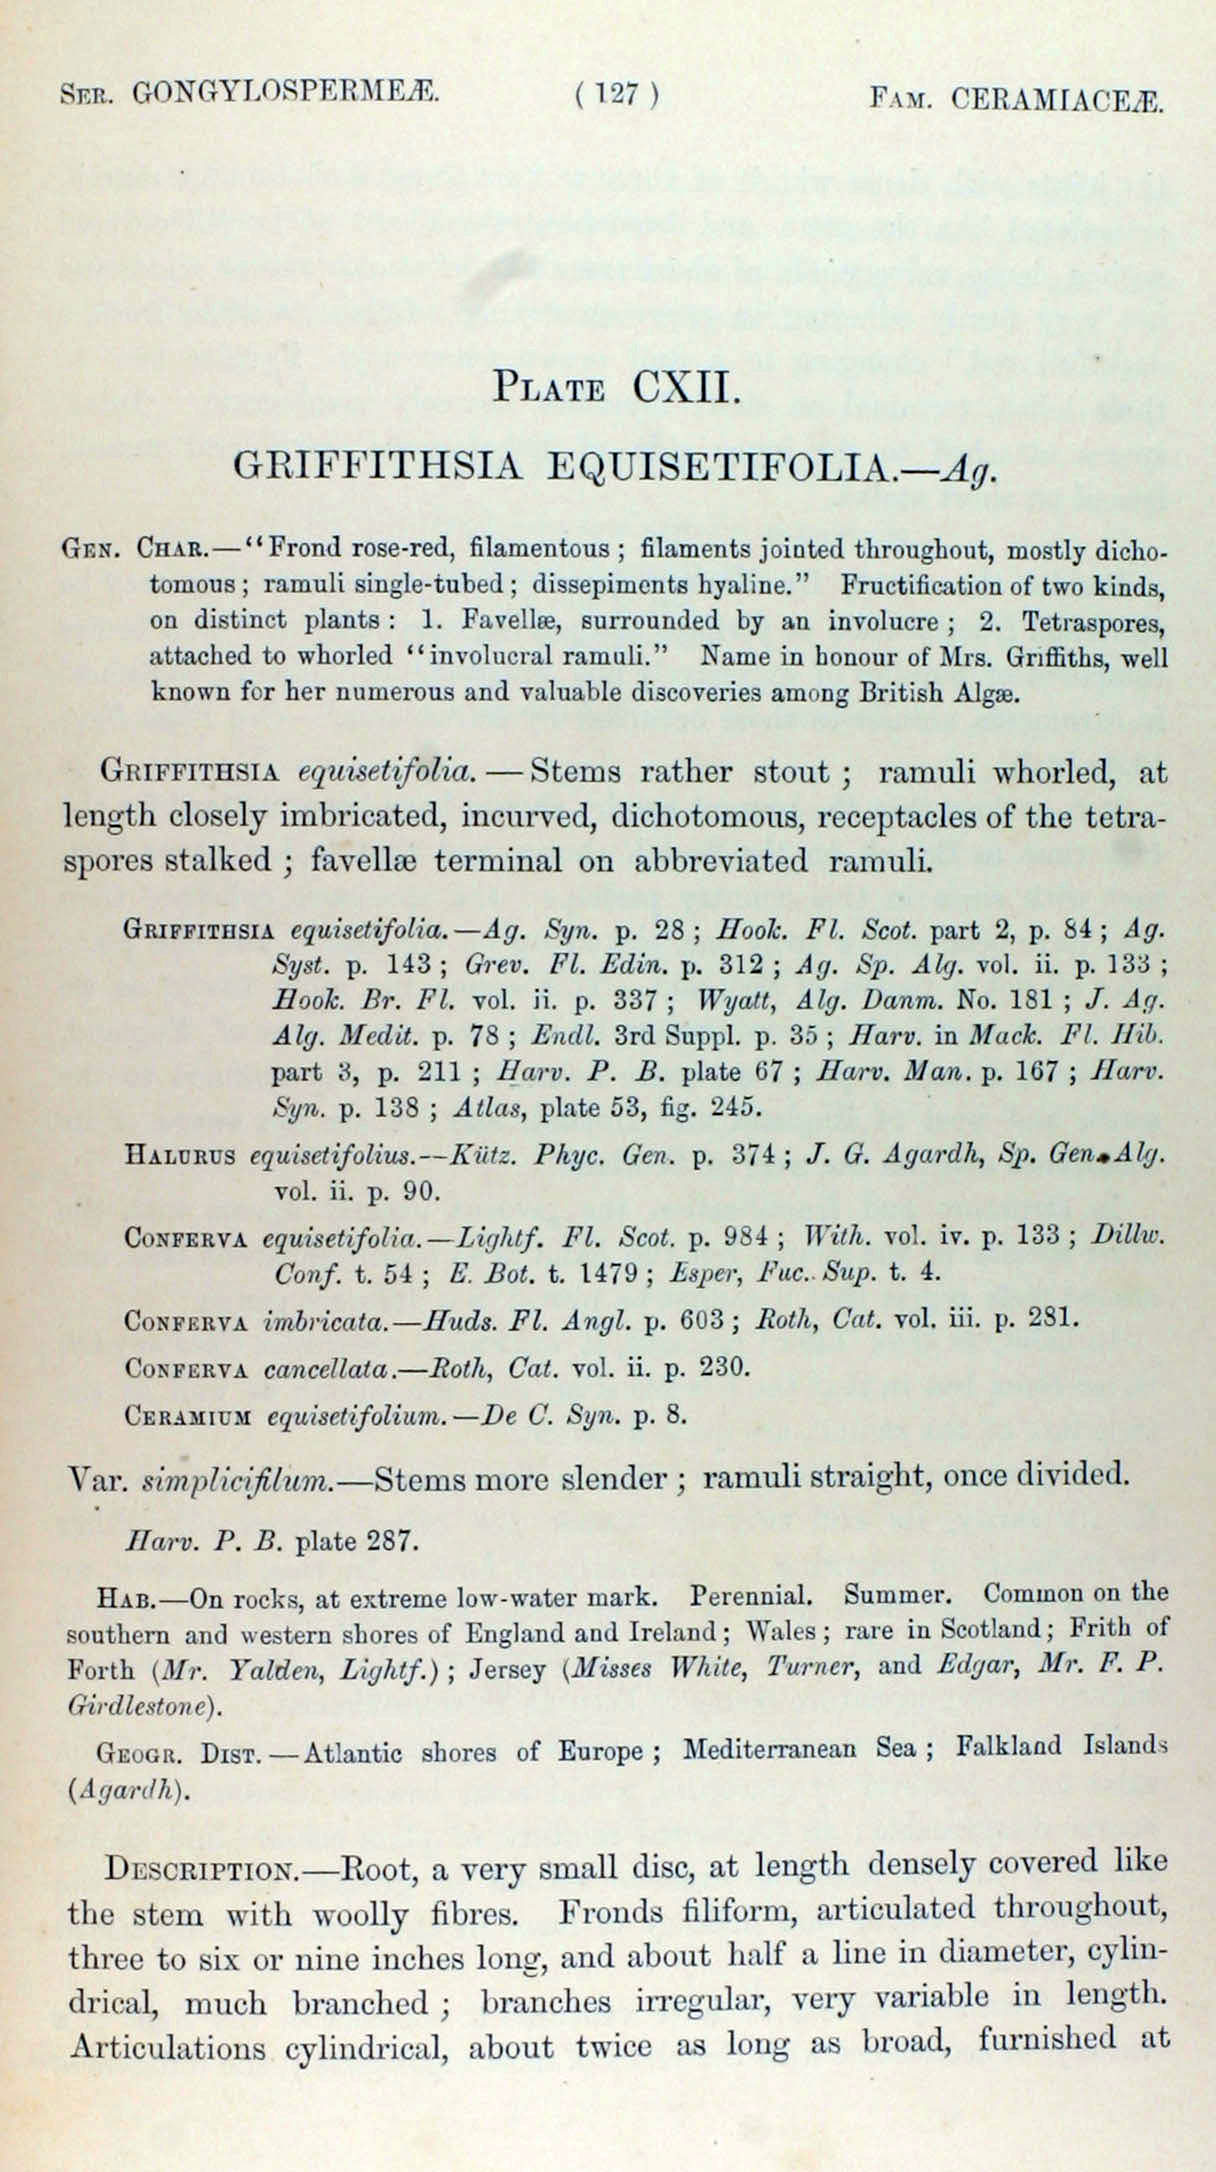 Ser. GONGYLOSPERMEÆ. ( 127 ) Fam. CERAMIACEÆ.
Plate CXII.
GRIFFITHSIA EQUISETIFOLIA.—Ag.
Gen. Char.—“Frond rose-red, filamentous ; filaments jointed throughout, mostly dicho-
tomous ; ramuli single-tubed ; dissepiments hyaline.” Fructification of two kinds,
on distinct plants : 1. Favellæ, surrounded by an involucre ; 2. Tetraspores,
attached to whorled “involucral ramuli.” Name in honour of Mrs. Griffiths, well
known for her numerous and valuable discoveries among British Algæ.
Griffithsia equisetifolia. — Stems rather stout ; ramuli whorled, at
length closely imbricated, incurved, dichotomous, receptacles of the tetra-
spores stalked ; favellæ terminal on abbreviated ramuli.
Griffithsia equisetifolia.—Ag. Syn. p. 28 ; Hook. Fl. Scot. part 2, p. 84 ; Ag.
Syst. p. 143 ; Grev. Fl. Edin. p. 312 ; Ag. Sp. Alg. vol. ii. p. 133 ;
Hook. Br. Fl. vol. ii. p. 337 ; Wyatt, Alg. Danm. No. 181 ; J. Ag.
Alg. Medit. p. 78 ; Endl. 3rd Suppl. p. 35 ; Harv. in Mack. Fl. Hib.
part 3, p. 211 ; Harv. P. B. plate 67 ; Harv. Man. p. 167 ; Harv.
Syn. p. 138 ; Atlas, plate 53, fig. 245.
Halurus equisetifolius.—Kütz. Phyc. Gen. p. 374 ; J. G. Agardh, Sp. Gen. Alg.
vol. ii. p. 90.
Conferva equisetifolia.—Lightf. Fl. Scot. p. 984 ; With. vol. iv. p. 133 ; Dillw.
Conf. t. 54 ; E. Bot. t. 1479 ; Esper, Fuc. Sup. t. 4.
Conferva imbricata.—Huds. Fl. Angl. p. 603 ; Roth, Cat. vol. iii. p. 281.
Conferva cancellata.—Roth, Cat. vol. ii. p. 230.
Ceramium equisetifolium.—De C. Syn. p. 8.
Var. simplicifilum.—Stems more slender ; ramuli straight, once divided.
Harv. P. B. plate 287.
Hab.—On rocks, at extreme low-water mark. Perennial. Summer. Common on the
southern and western shores of England and Ireland ; Wales ; rare in Scotland ; Frith of
Forth (Mr. Yalden, Lightf.) ; Jersey (Misses White, Turner, and Edgar, Mr. F. P.
Girdlestone).
Geogr. Dist. — Atlantic shores of Europe ; Mediterranean Sea ; Falkland Islands
(Agardh).
Description.—Root, a very small disc, at length densely covered like
the stem with woolly fibres. Fronds filiform, articulated throughout,
three to six or nine inches long, and about half a line in diameter, cylin-
drical, much branched ; branches irregular, very variable in length.
Articulations cylindrical, about twice as long as broad, furnished at